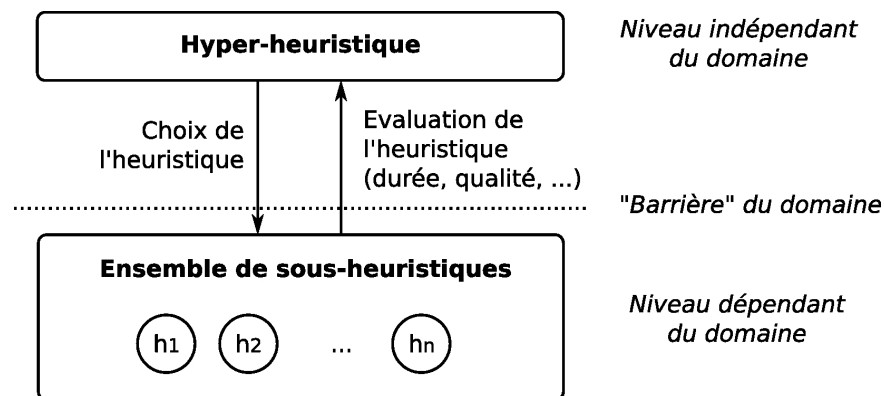 Hyper-heuristique
Niveau indépendant
du domaine
Choix de
l'heuristique
Evaluation de
l'heuristique
(durée, qualité, ...)
"Barrière" du domaine
Ensemble de sous-heuristiques
h1 h2 ... hn
Niveau dépendant
du domaine